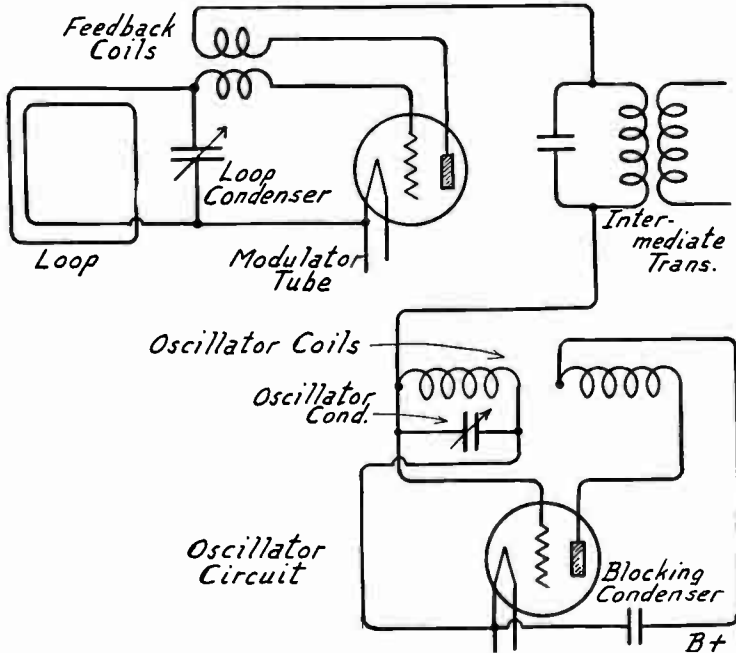 Feedback
Coils
Loop
Condenser
Loop
Modulator
Tube
Inter-
mediate
Trans.
Oscillator Coils
Oscillator
Cond.
Oscillator
Circuit
Blocking
Condenser
B+